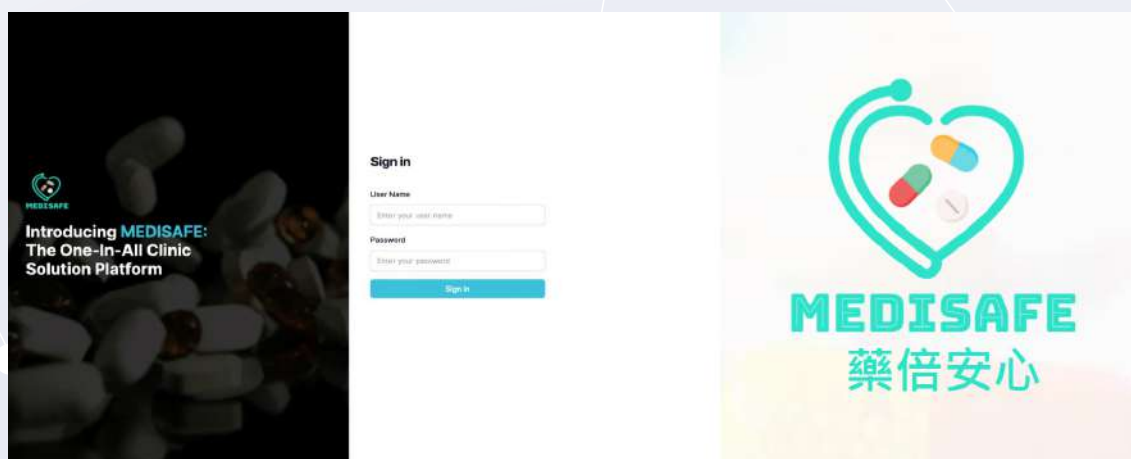 MEDISAFE
Introducing MEDISAFE:
The One-In-All Clinic
Solution Platform
Sign in
User Name
Enter your user name
Password
Enter your password
Sign in
MEDISAFE
藥倍安心